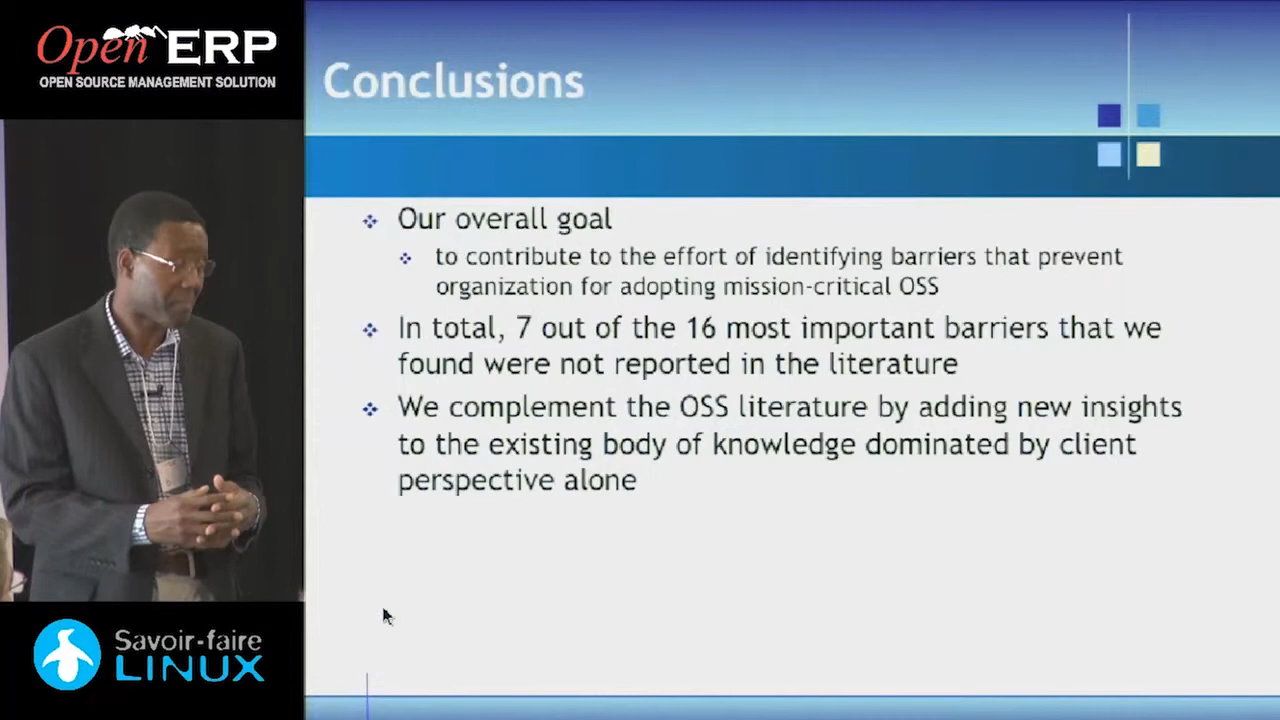 Open ERP
OPEN SOURCE MANAGEMENT SOLUTION
Conclusions
Our overall goal
to contribute to the effort of identifying barriers that prevent
organization for adopting mission-critical OSS
In total, 7 out of the 16 most important barriers that we
found were not reported in the literature
We complement the OSS literature by adding new insights
to the existing body of knowledge dominated by client
perspective alone
Savoir-faire
LINUX